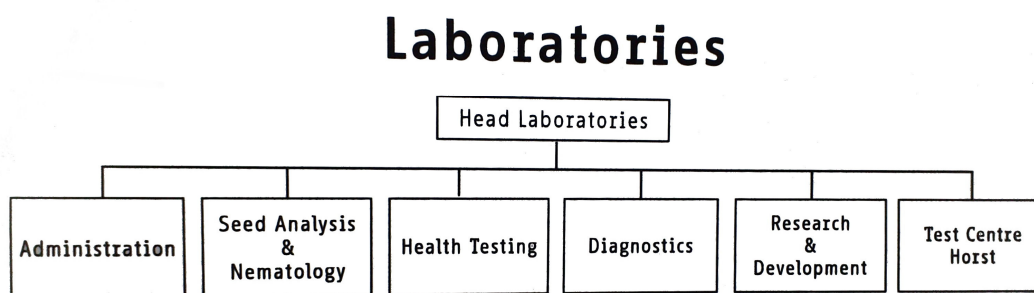 Laboratories
Head Laboratories
Administration
Seed Analysis
&
Nematology
Health Testing
Diagnostics
Research
&
Development
Test Centre
Horst